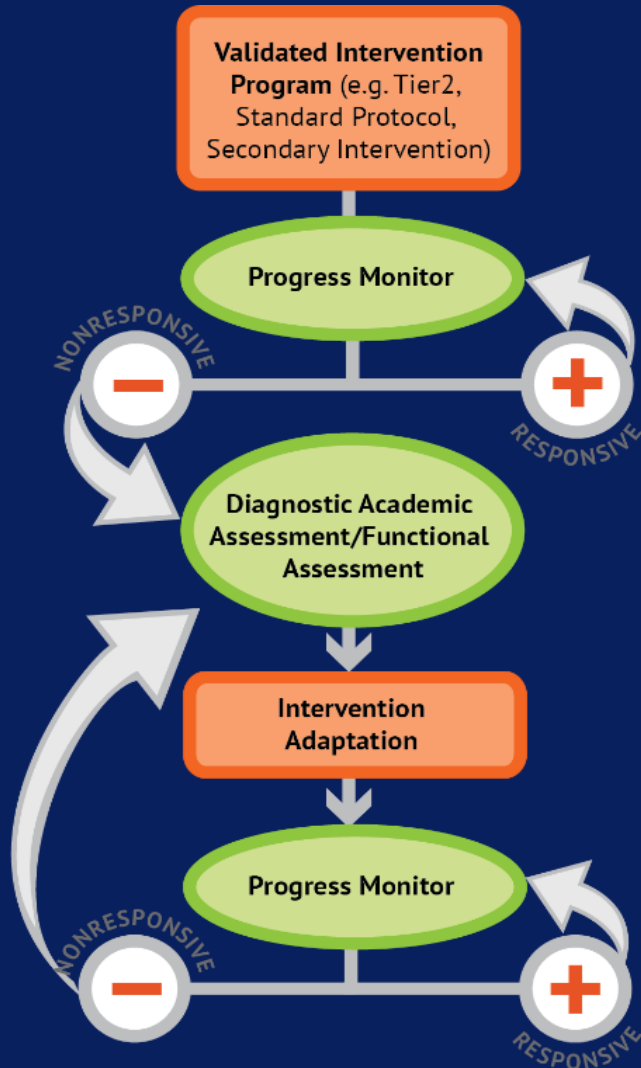 Validated Intervention
Program (e.g. Tier2,
Standard Protocol,
Secondary Intervention)
Progress Monitor
NONRESPONSIVE
RESPONSIVE
Diagnostic Academic
Assessment/Functional
Assessment
Intervention
Adaptation
Progress Monitor
NONRESPONSIVE
RESPONSIVE